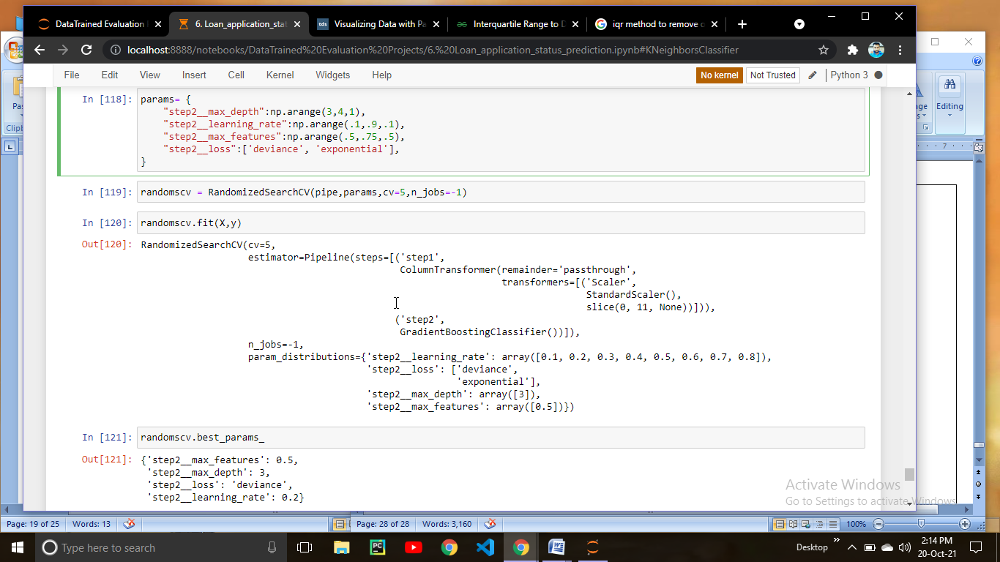 DataTrained Evaluation
6. Loan_application_stat
tds Visualizing Data with Pa
Interquartile Range to D
iqr method to remove o
localhost:8888/notebooks/DataTrained%20Evaluation%20Projects/6.%20Loan_application_status_prediction.ipynb#KNeighborsClassifier
File Edit View Insert Cell Kernel Widgets Help No kernel Not Trusted Python 3
Pas
Clipb
Editing
7
In [118]: params= {
"step2__max_depth":np.arange(3,4,1),
"step2__learning_rate":np.arange(.1,.9,.1),
"step2__max_features":np.arange(.5,.75,.5),
"step2__loss":['deviance', 'exponential'],
}
In [119]: randomscv = RandomizedSearchCV(pipe,params,cv=5,n_jobs=-1)
In [120]: randomscv.fit(X,y)
Out[120]: RandomizedSearchCV(cv=5,
estimator=Pipeline(steps=[('step1',
ColumnTransformer(remainder='passthrough',
transformers=[('Scaler',
StandardScaler(),
slice(0, 11, None))])),
('step2',
GradientBoostingClassifier())]),
n_jobs=-1,
param_distributions={'step2__learning_rate': array([0.1, 0.2, 0.3, 0.4, 0.5, 0.6, 0.7, 0.8]),
'step2__loss': ['deviance',
'exponential'],
'step2__max_depth': array([3]),
'step2__max_features': array([0.5])})
In [121]: randomscv.best_params_
Out[121]: {'step2__max_features': 0.5,
'step2__max_depth': 3,
'step2__loss': 'deviance',
'step2__learning_rate': 0.2}
Activate Windows
Go to Settings to activate Windows.
Page: 19 of 25 Words: 13 Page: 28 of 28 Words: 3,160 100%
Type here to search
Desktop
2:14 PM
20-Oct-21